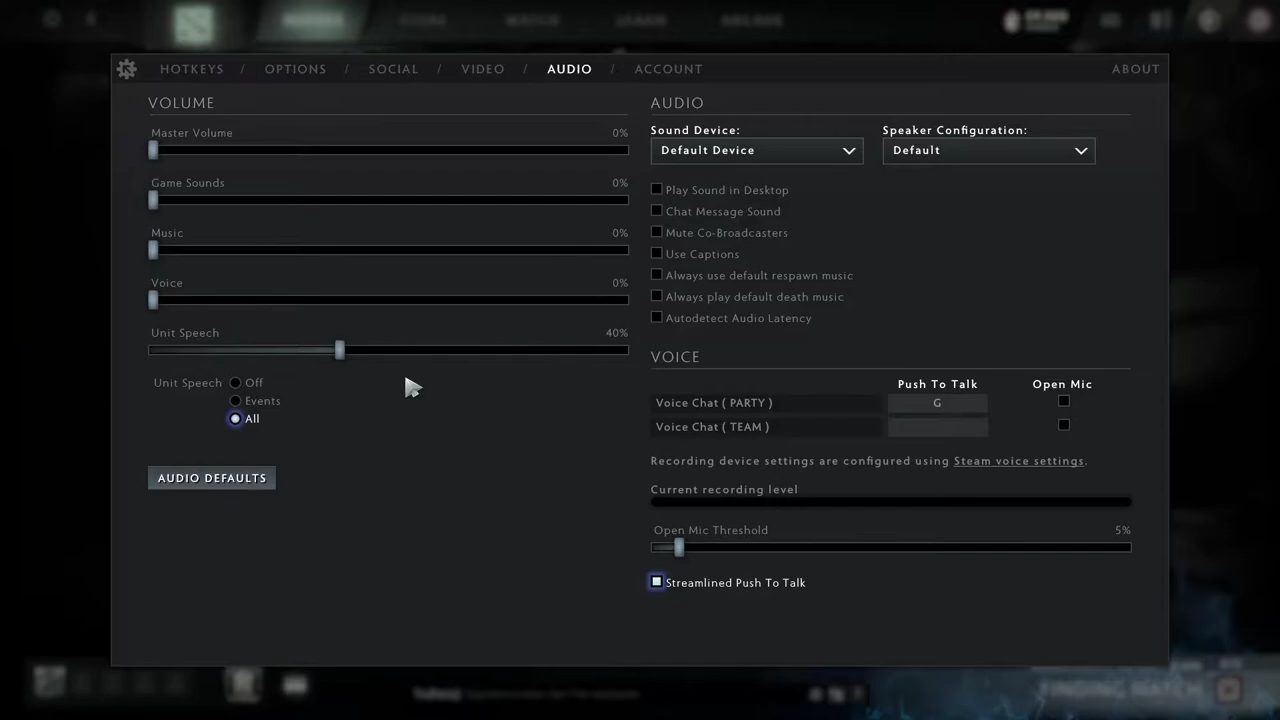 HOTKEYS / OPTIONS / SOCIAL / VIDEO / AUDIO / ACCOUNT ABOUT
VOLUME
Master Volume 0%
Game Sounds 0%
Music 0%
Voice 0%
Unit Speech 40%
Unit Speech Off
Events
All
AUDIO DEFAULTS
AUDIO
Sound Device: Speaker Configuration:
Default Device Default
Play Sound in Desktop
Chat Message Sound
Mute Co-Broadcasters
Use Captions
Always use default respawn music
Always play default death music
Autodetect Audio Latency
VOICE
Push To Talk Open Mic
Voice Chat ( PARTY ) G
Voice Chat ( TEAM )
Recording device settings are configured using Steam voice settings.
Current recording level
Open Mic Threshold 5%
Streamlined Push To Talk
FINDING MATCH